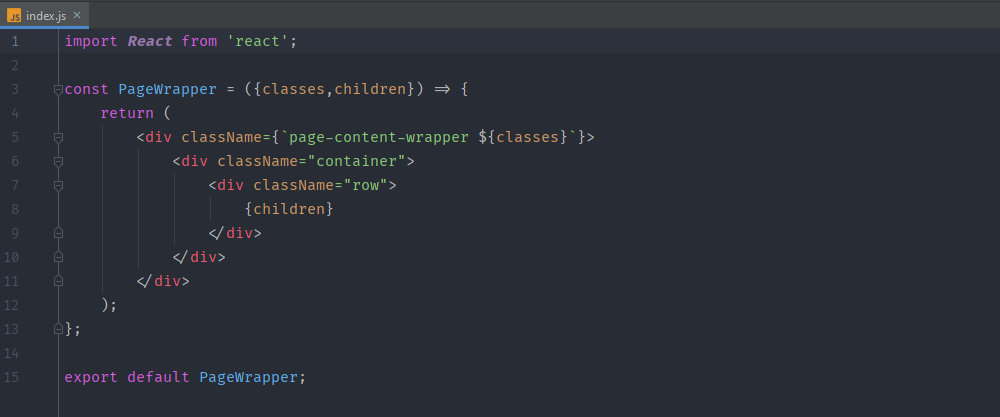 JS index.js ×
1 import React from 'react';
2
3 const PageWrapper = ({classes,children}) => {
4     return (
5         <div className={`page-content-wrapper ${classes}`}>
6             <div className="container">
7                 <div className="row">
8                     {children}
9                 </div>
10             </div>
11         </div>
12     );
13 };
14
15 export default PageWrapper;